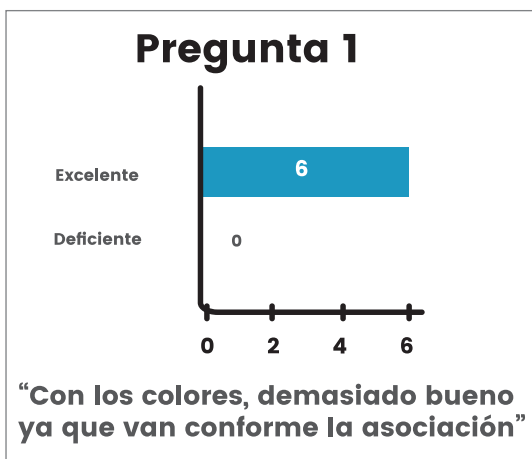 Pregunta 1
Excelente
6
Deficiente
0
0 2 4 6
“Con los colores, demasiado bueno
ya que van conforme la asociación”